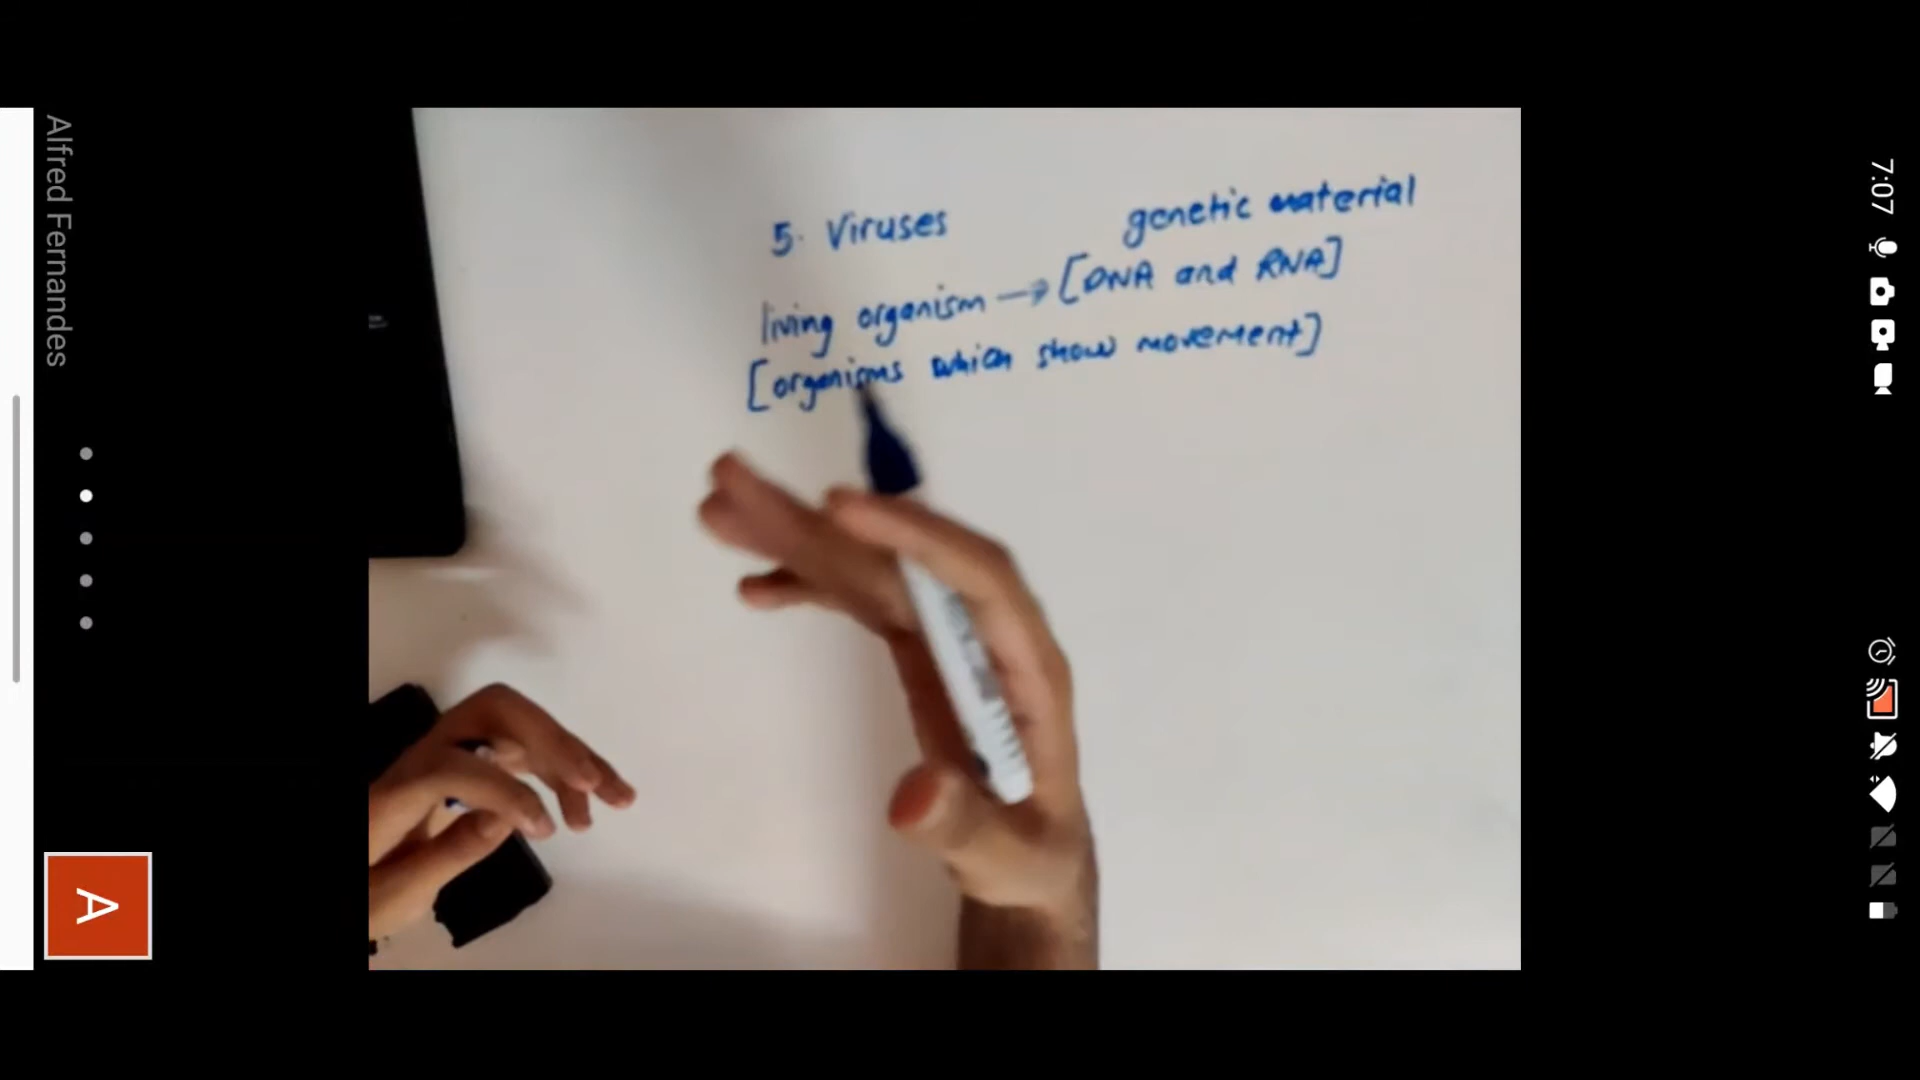 Alfred Fernandes
5. Viruses
genetic material
living organism → [DNA and RNA]
[organisms which show movement]
A
7:07